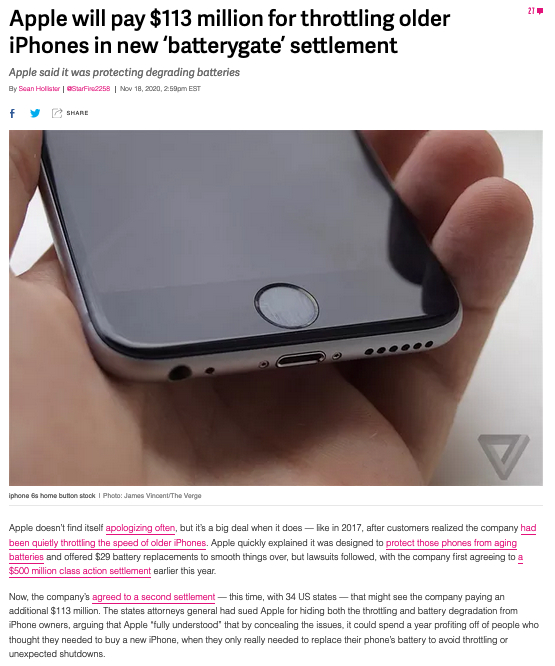 Apple will pay $113 million for throttling older
iPhones in new ‘batterygate’ settlement
27
Apple said it was protecting degrading batteries
By Sean Hollister | @StarFire2258 | Nov 18, 2020, 2:59pm EST
SHARE
iphone 6s home button stock | Photo: James Vincent/The Verge
Apple doesn’t find itself apologizing often, but it’s a big deal when it does — like in 2017, after customers realized the company had
been quietly throttling the speed of older iPhones. Apple quickly explained it was designed to protect those phones from aging
batteries and offered $29 battery replacements to smooth things over, but lawsuits followed, with the company first agreeing to a
$500 million class action settlement earlier this year.
Now, the company’s agreed to a second settlement — this time, with 34 US states — that might see the company paying an
additional $113 million. The states attorneys general had sued Apple for hiding both the throttling and battery degradation from
iPhone owners, arguing that Apple “fully understood” that by concealing the issues, it could spend a year profiting off of people who
thought they needed to buy a new iPhone, when they only really needed to replace their phone’s battery to avoid throttling or
unexpected shutdowns.